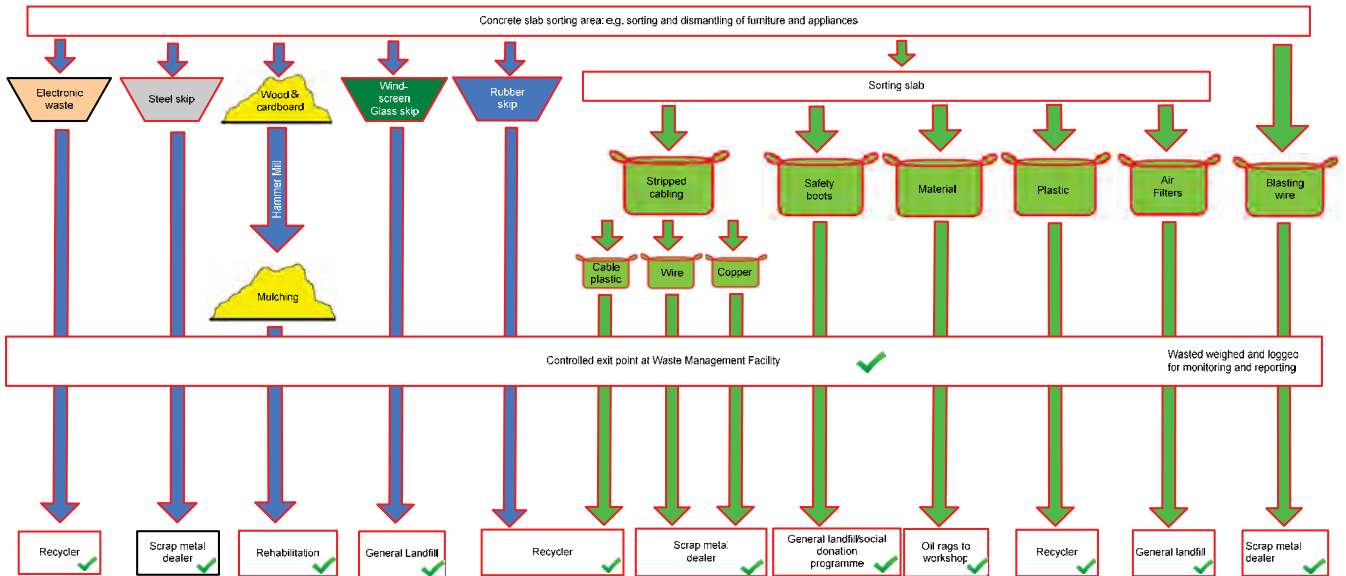 Concrete slab sorting area: e.g. sorting and dismantling of furniture and appliances
Electronic
waste
Steel skip
Wood &
cardboard
Wind-
screen
Glass skip
Rubber
skip
Sorting slab
Hammer Mill
Stripped
cabling
Safety
boots
Material
Plastic
Air
Filters
Blasting
wire
Cable
plastic
Wire
Copper
Mulching
Controlled exit point at Waste Management Facility
Wasted weighed and logged
for monitoring and reporting
Recycler
Scrap metal
dealer
Rehabilitation
General Landfill
Recycler
Scrap metal
dealer
General landfill/social
donation
programme
Oil rags to
workshop
Recycler
General landfill
Scrap metal
dealer